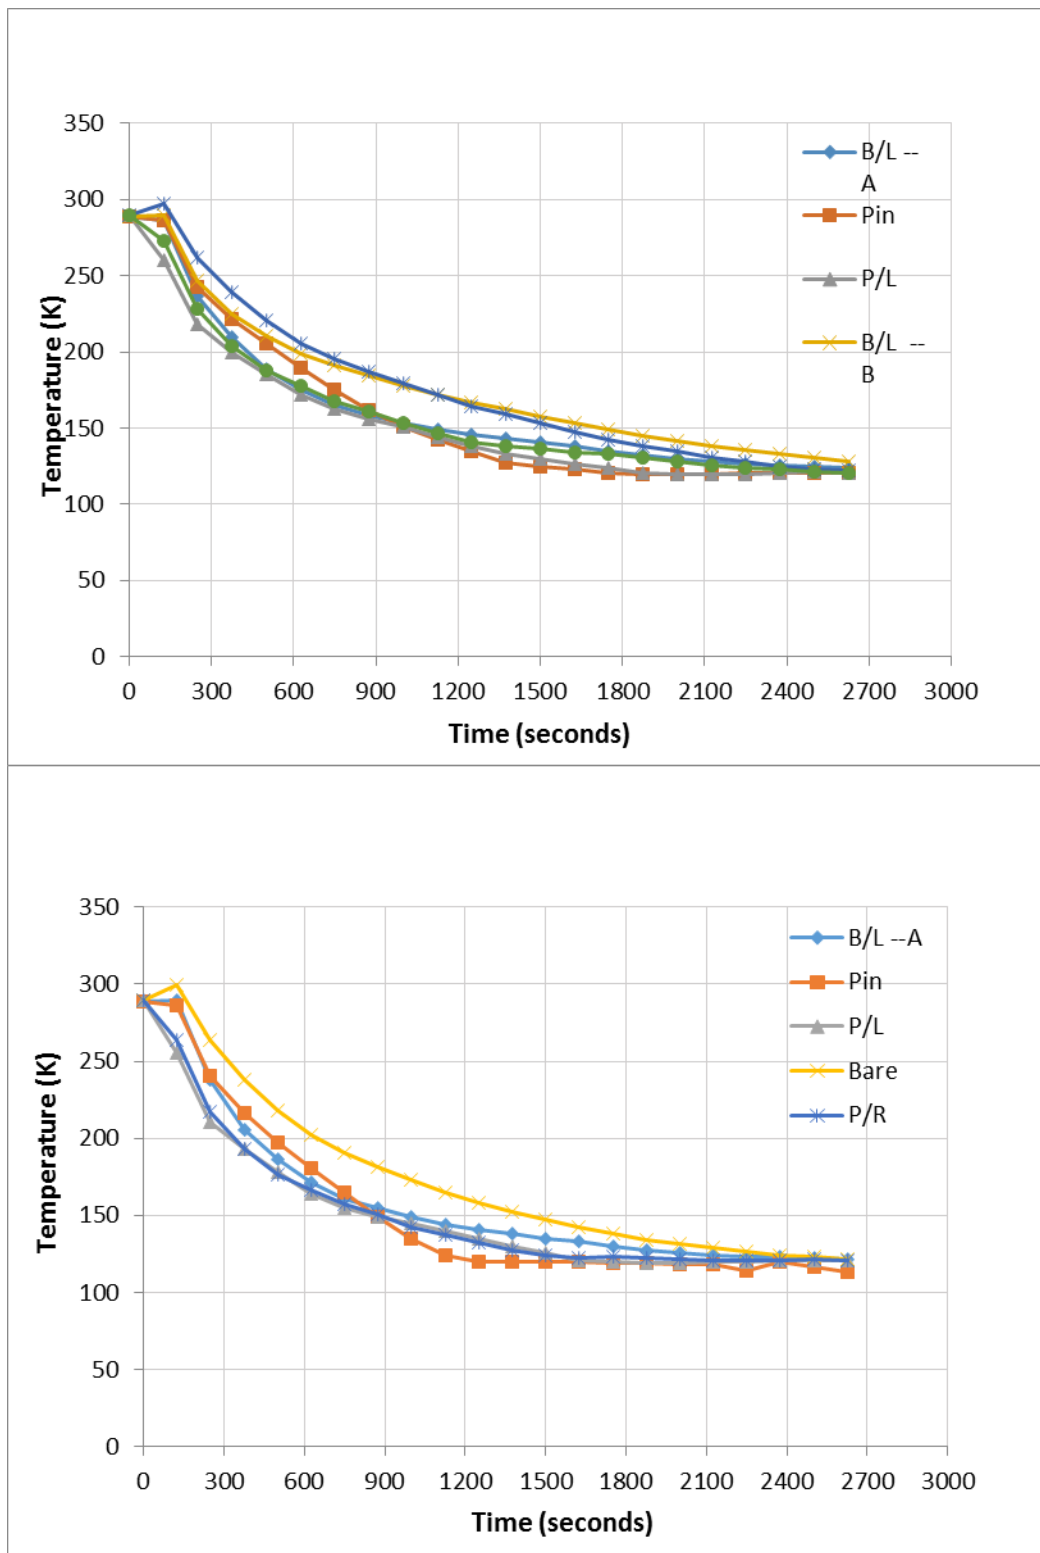 350
300
250
200
150
100
50
0
Temperature (K)
0 300 600 900 1200 1500 1800 2100 2400 2700 3000
Time (seconds)
B/L --
A
Pin
P/L
B/L --
B
350
300
250
200
150
100
50
0
Temperature (K)
0 300 600 900 1200 1500 1800 2100 2400 2700 3000
Time (seconds)
B/L --A
Pin
P/L
Bare
P/R